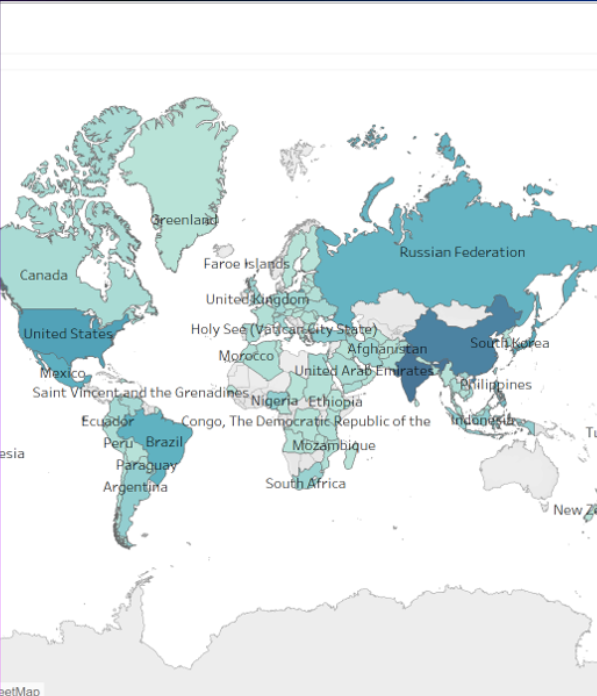 Greenland
Faroe Islands
Russian Federation
Canada
United Kingdom
United States
Holy See (Vatican City State)
South Korea
Afghanistan
Morocco
Mexico
United Arab Emirates
Philippines
Saint Vincent and the Grenadines
Nigeria
Ethiopia
Ecuador
Congo, The Democratic Republic of the
Indonesia
Peru
Brazil
Mozambique
esia
Tu
Paraguay
Argentina
South Africa
New Ze
eetMap